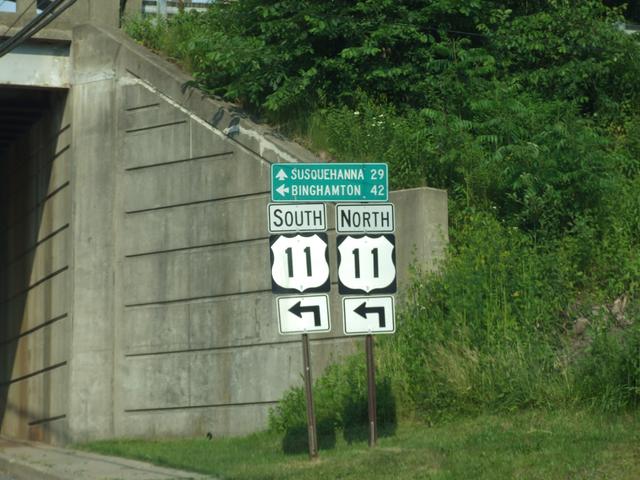 SUSQUEHANNA 29
BINGHAMTON 42
SOUTH NORTH
11 11